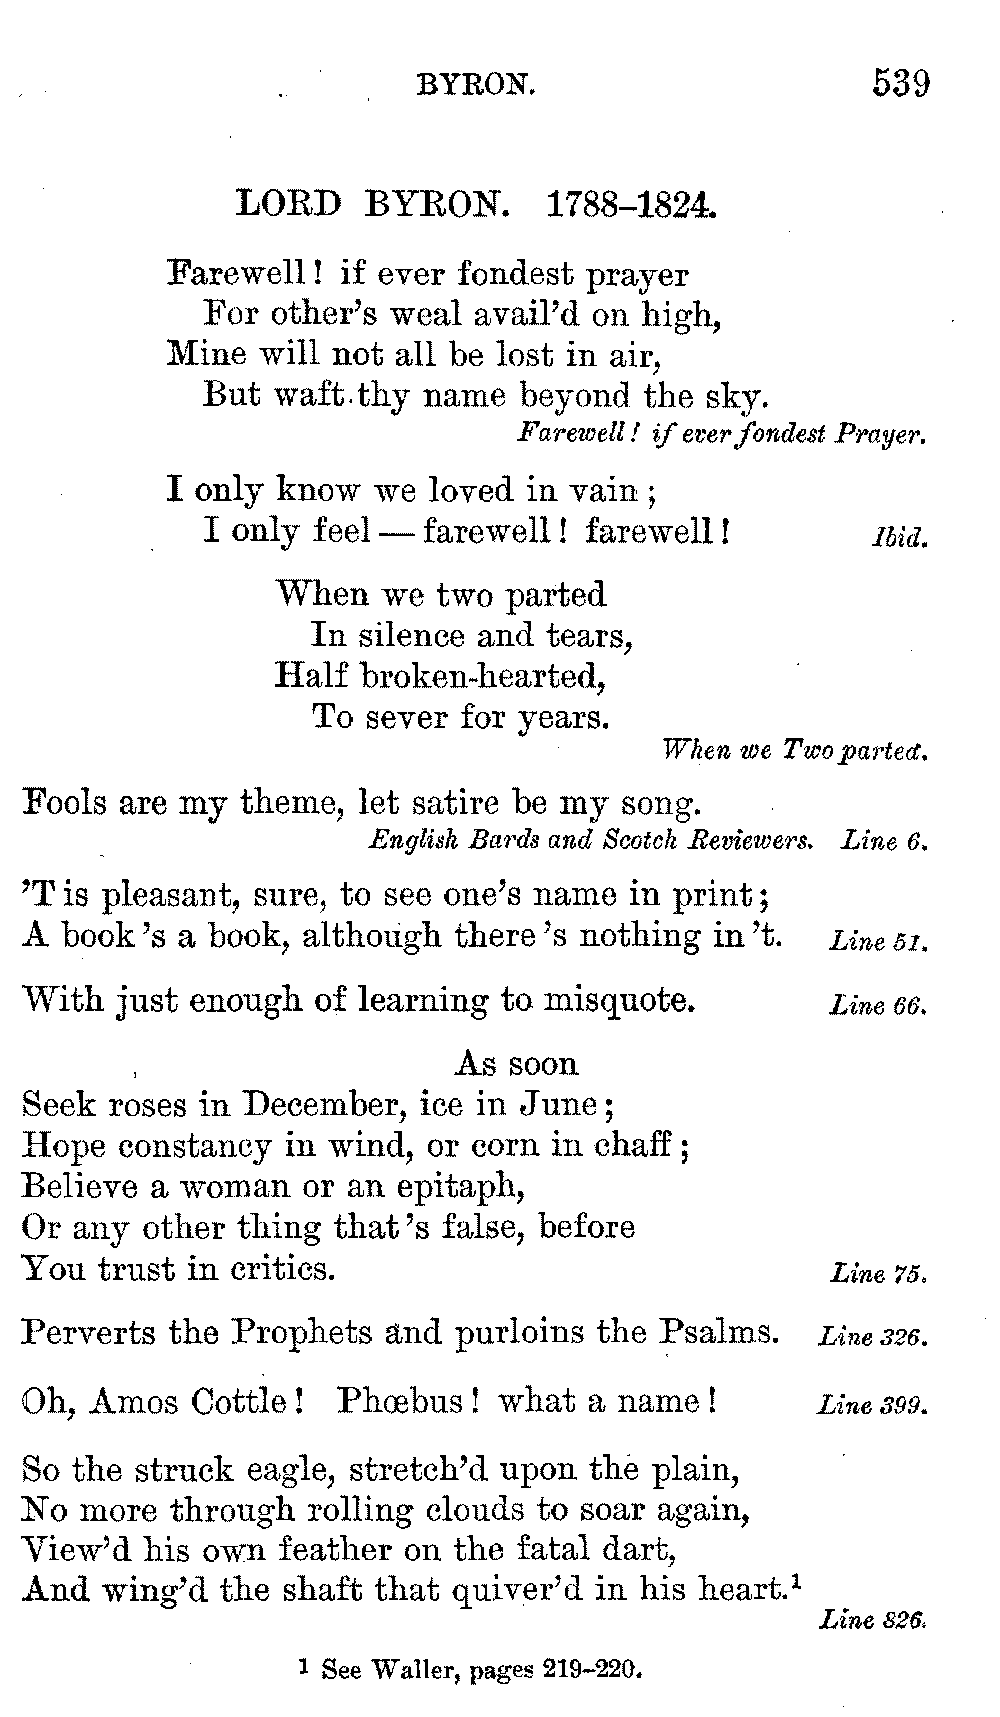 BYRON. 539
LORD BYRON. 1788–1824.
Farewell! if ever fondest prayer
For other's weal avail'd on high,
Mine will not all be lost in air,
But waft thy name beyond the sky.
Farewell! if ever fondest Prayer.
I only know we loved in vain;
I only feel — farewell! farewell! Ibid.
When we two parted
In silence and tears,
Half broken-hearted,
To sever for years.
When we Two parted.
Fools are my theme, let satire be my song.
English Bards and Scotch Reviewers. Line 6.
'T is pleasant, sure, to see one's name in print;
A book 's a book, although there 's nothing in 't. Line 51.
With just enough of learning to misquote. Line 66.
As soon
Seek roses in December, ice in June;
Hope constancy in wind, or corn in chaff;
Believe a woman or an epitaph,
Or any other thing that 's false, before
You trust in critics. Line 75.
Perverts the Prophets and purloins the Psalms. Line 326.
Oh, Amos Cottle! Phœbus! what a name! Line 399.
So the struck eagle, stretch'd upon the plain,
No more through rolling clouds to soar again,
View'd his own feather on the fatal dart,
And wing'd the shaft that quiver'd in his heart.¹
Line 826.
1 See Waller, pages 219–220.